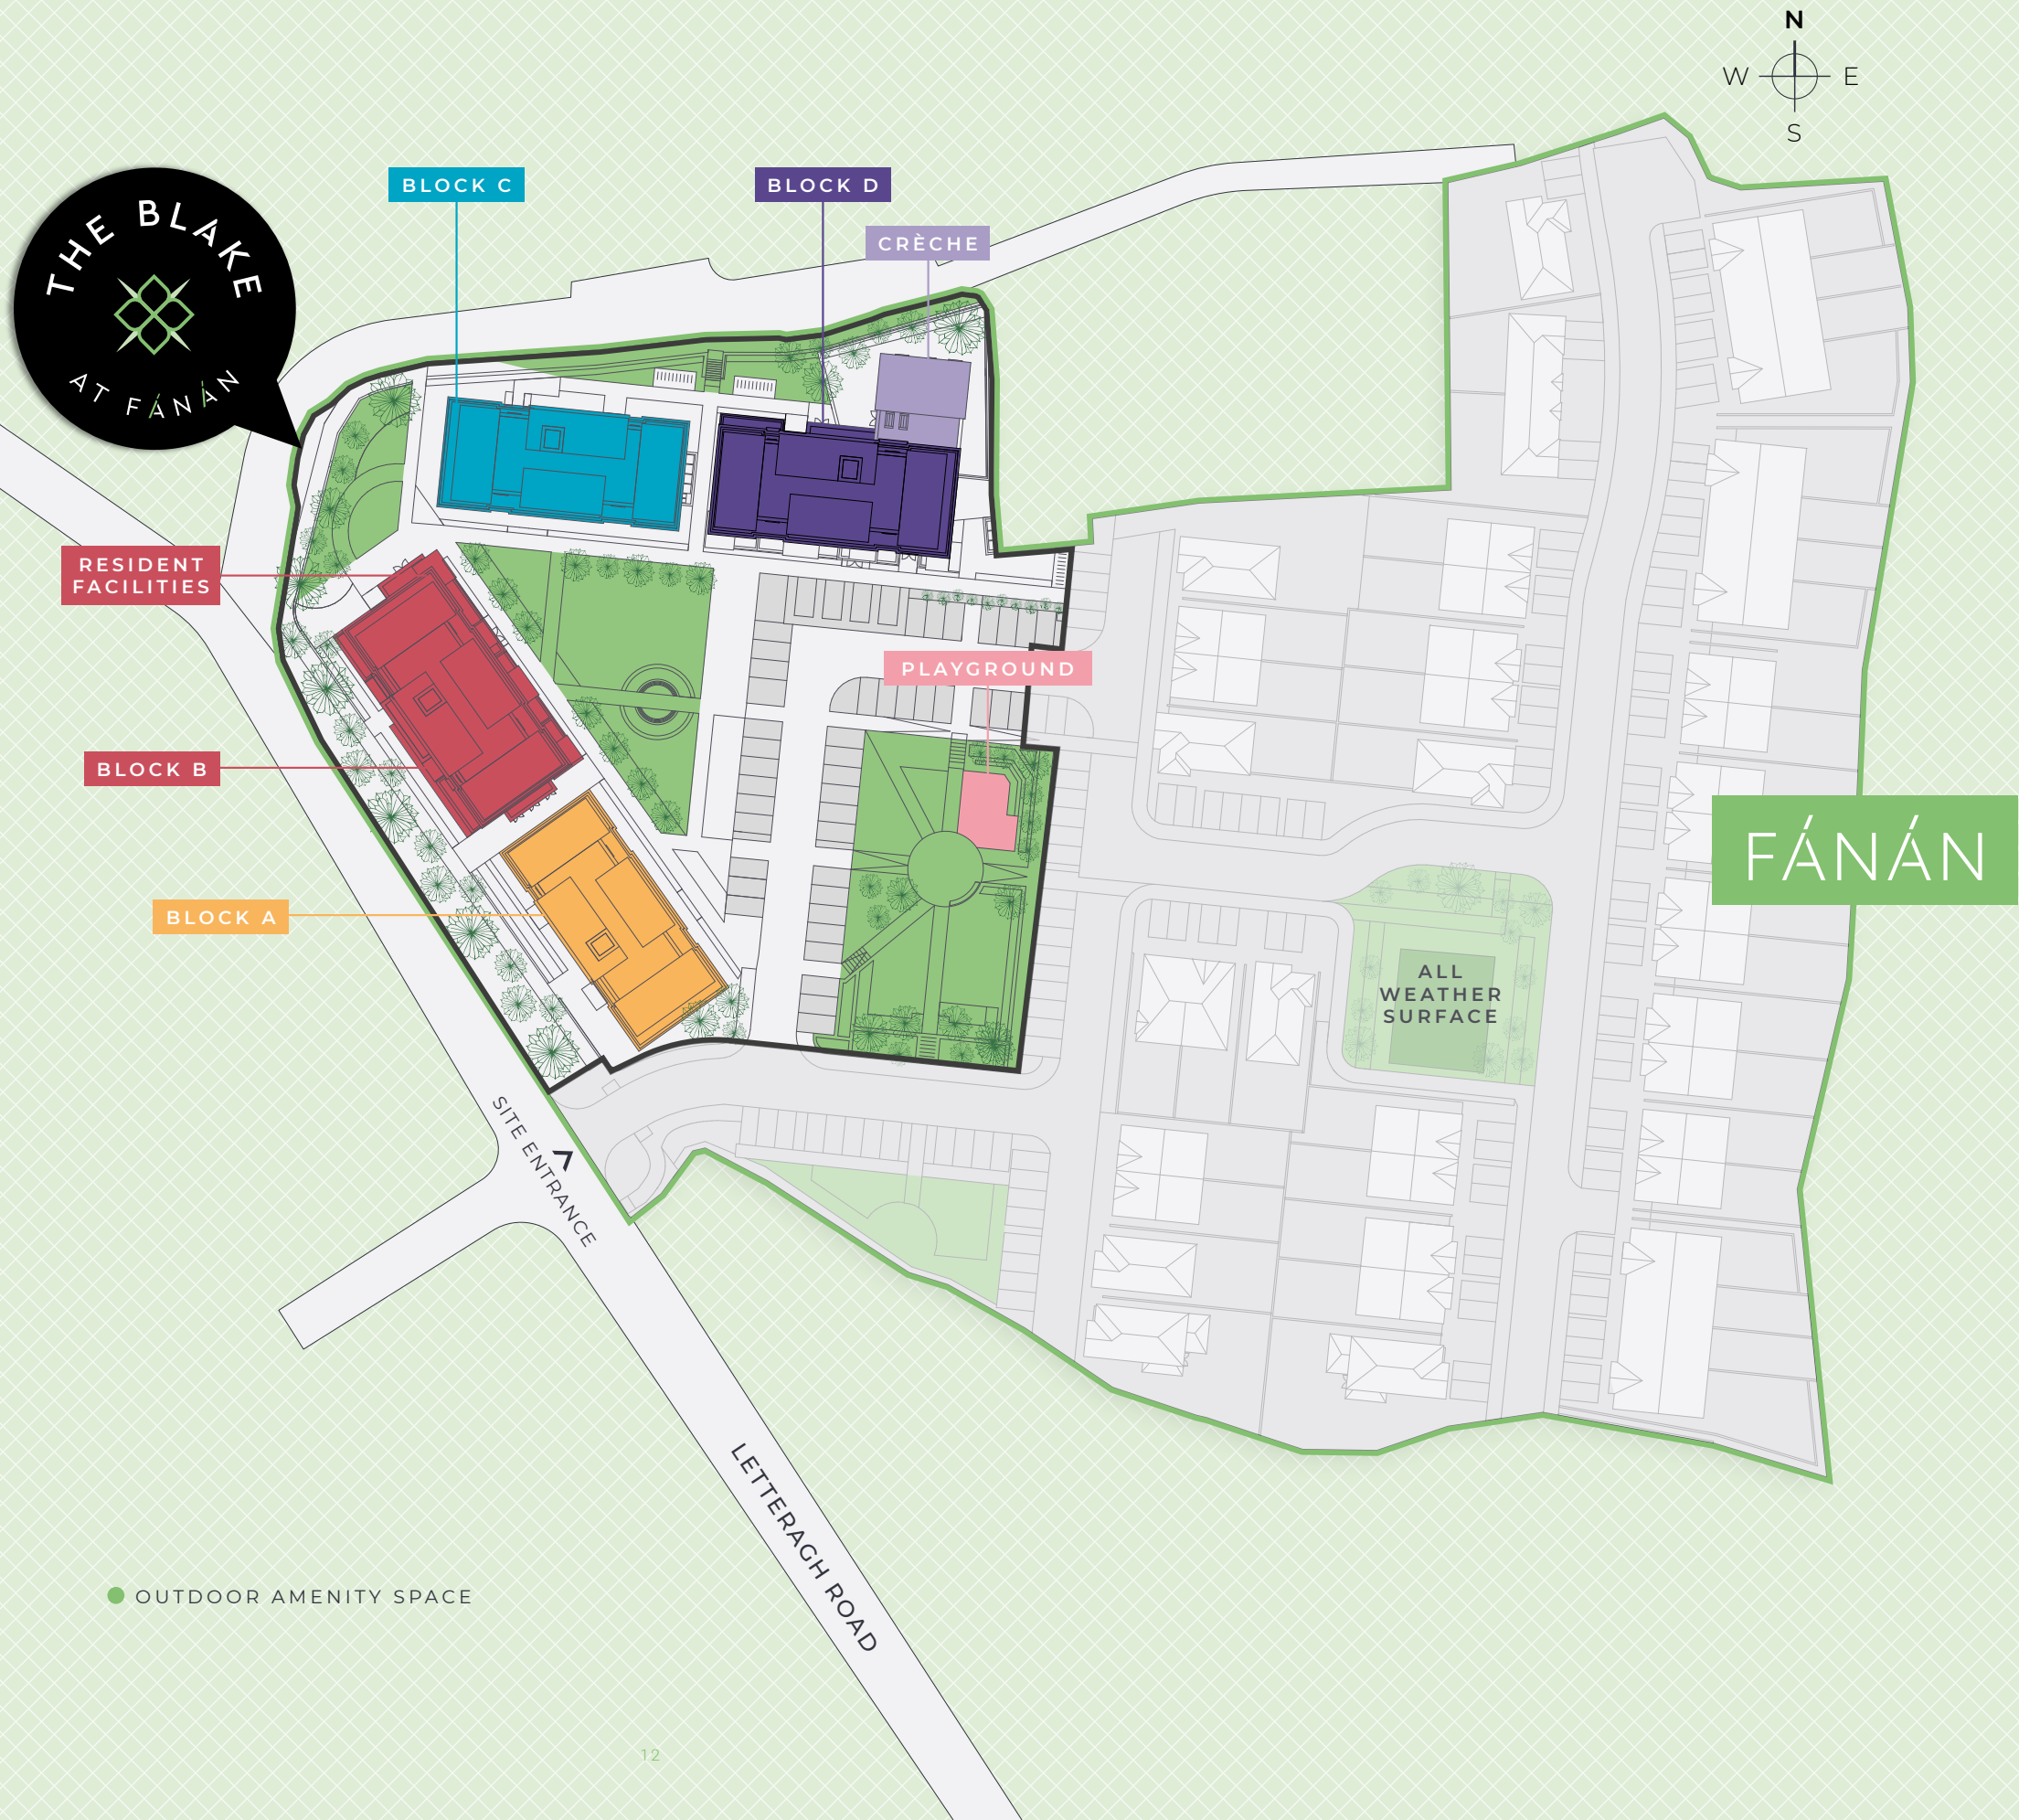 N
W E
S
BLOCK C
BLOCK D
CRÈCHE
THE BLAKE
AT FÁNÁN
RESIDENT
FACILITIES
PLAYGROUND
BLOCK B
FÁNÁN
BLOCK A
ALL
WEATHER
SURFACE
SITE ENTRANCE
LETTERAGH ROAD
OUTDOOR AMENITY SPACE
12